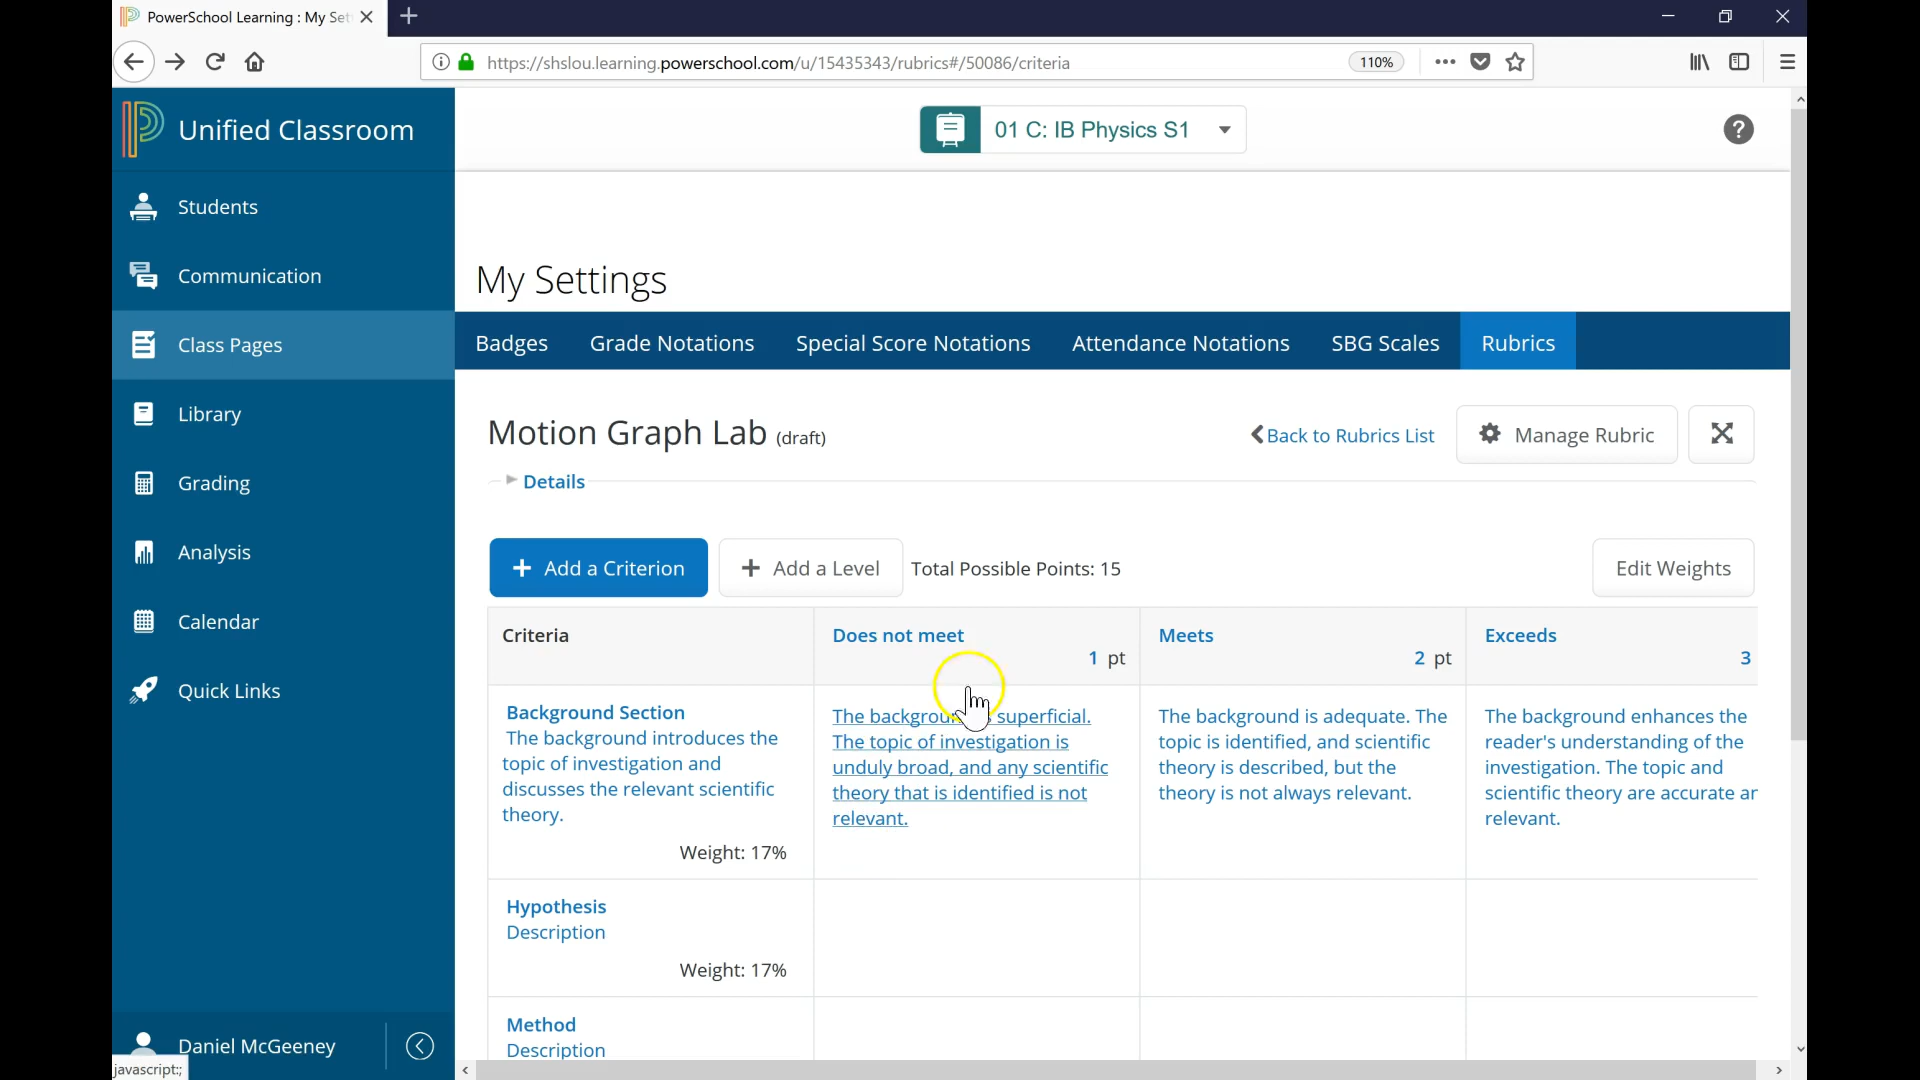 PowerSchool Learning : My Set
https://shslou.learning.powerschool.com/u/15435343/rubrics#/50086/criteria
110%
Unified Classroom
01 C: IB Physics S1
?
Students
Communication
Class Pages
Library
Grading
Analysis
Calendar
Quick Links
Daniel McGeeney
javascript:;
My Settings
Badges
Grade Notations
Special Score Notations
Attendance Notations
SBG Scales
Rubrics
Motion Graph Lab (draft)
Back to Rubrics List
Manage Rubric
Details
+ Add a Criterion
+ Add a Level
Total Possible Points: 15
Edit Weights
Criteria
Does not meet
1 pt
Meets
2 pt
Exceeds
3
Background Section
The background introduces the
topic of investigation and
discusses the relevant scientific
theory.
Weight: 17%
The background superficial.
The topic of investigation is
unduly broad, and any scientific
theory that is identified is not
relevant.
The background is adequate. The
topic is identified, and scientific
theory is described, but the
theory is not always relevant.
The background enhances the
reader's understanding of the
investigation. The topic and
scientific theory are accurate ar
relevant.
Hypothesis
Description
Weight: 17%
Method
Description